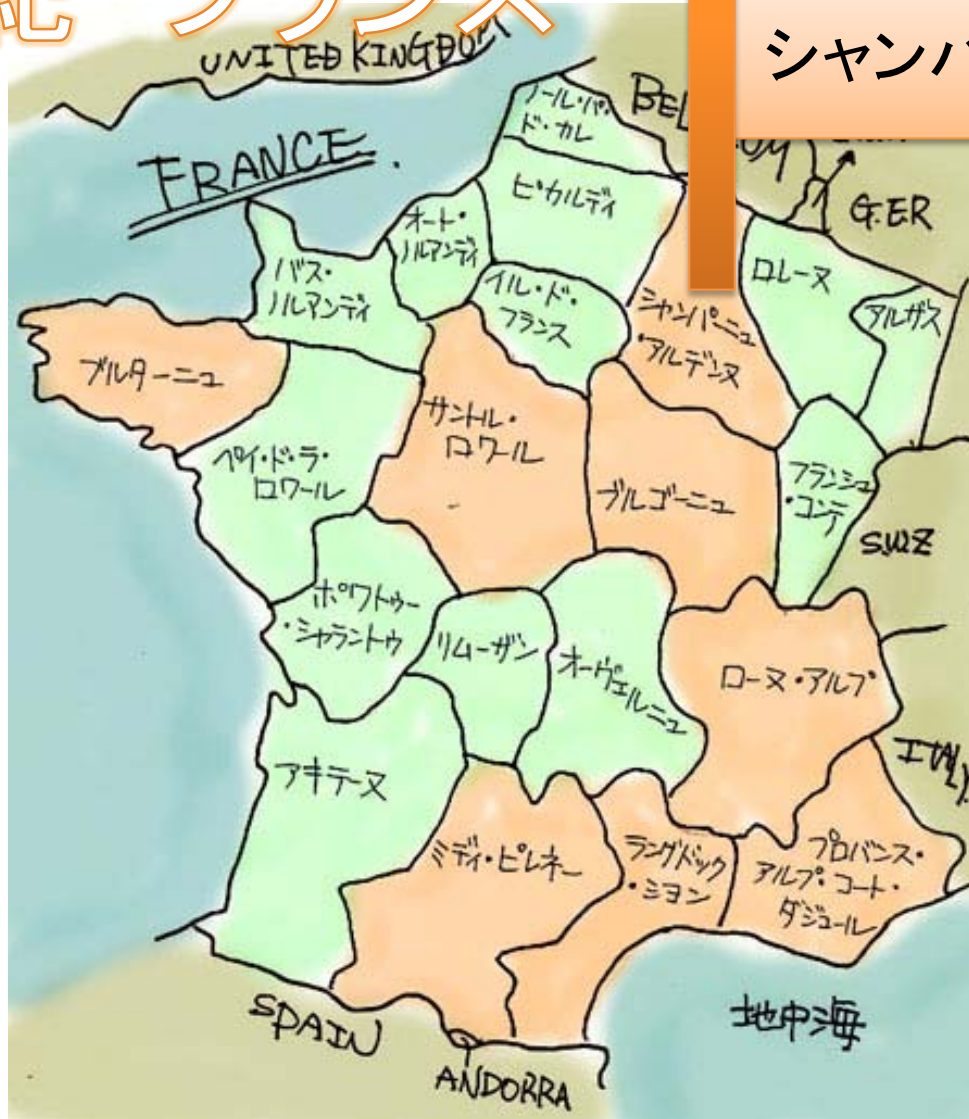 フランス
シャンパ
UNITED KINGDOM
FRANCE.
ノール・パ・
ド・カレ
BEL
G.ER
ピカルディ
オート・
ノルマンディ
バス・
ノルマンディ
イル・ド・
フランス
シャンパーニュ
・アルデンヌ
ロレーヌ
アルザス
ブルターニュ
ペイ・ド・ラ・
ロワール
サントル・
ロワール
ブルゴーニュ
フランシュ
・コンテ
SUIZ
ポワトゥー
・シャラントゥ
リムーザン
オーヴェルニュ
ローヌ・アルプ
ITALY
アキテーヌ
ミディ・ピレネー
ラングドック
・ミヨン
プロバンス・
アルプ・コート・
ダジュール
SPAIN
ANDORRA
地中海